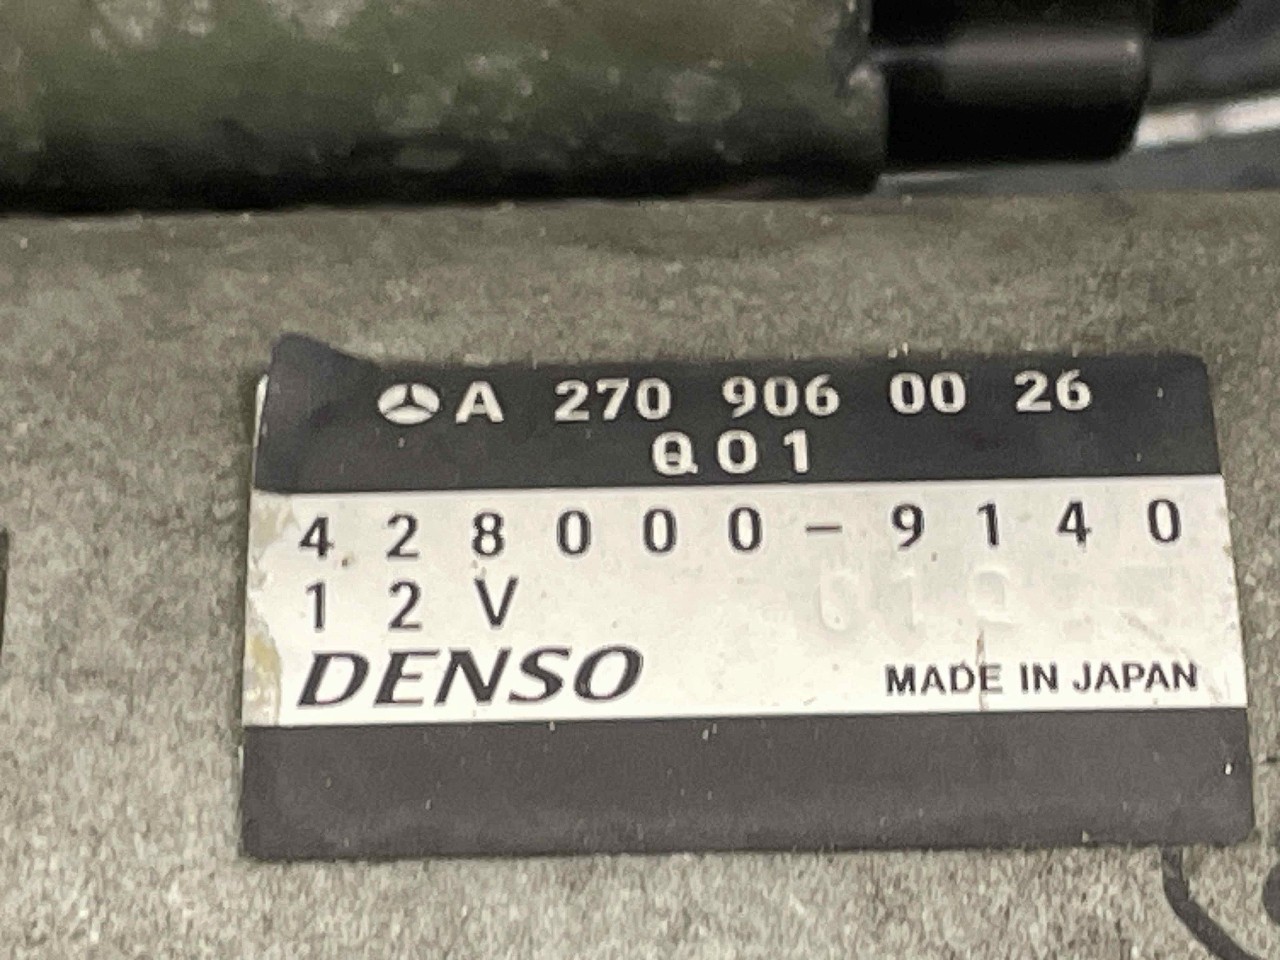 A 270 906 00 26
Q01
428000-9140
12V
DENSO
MADE IN JAPAN